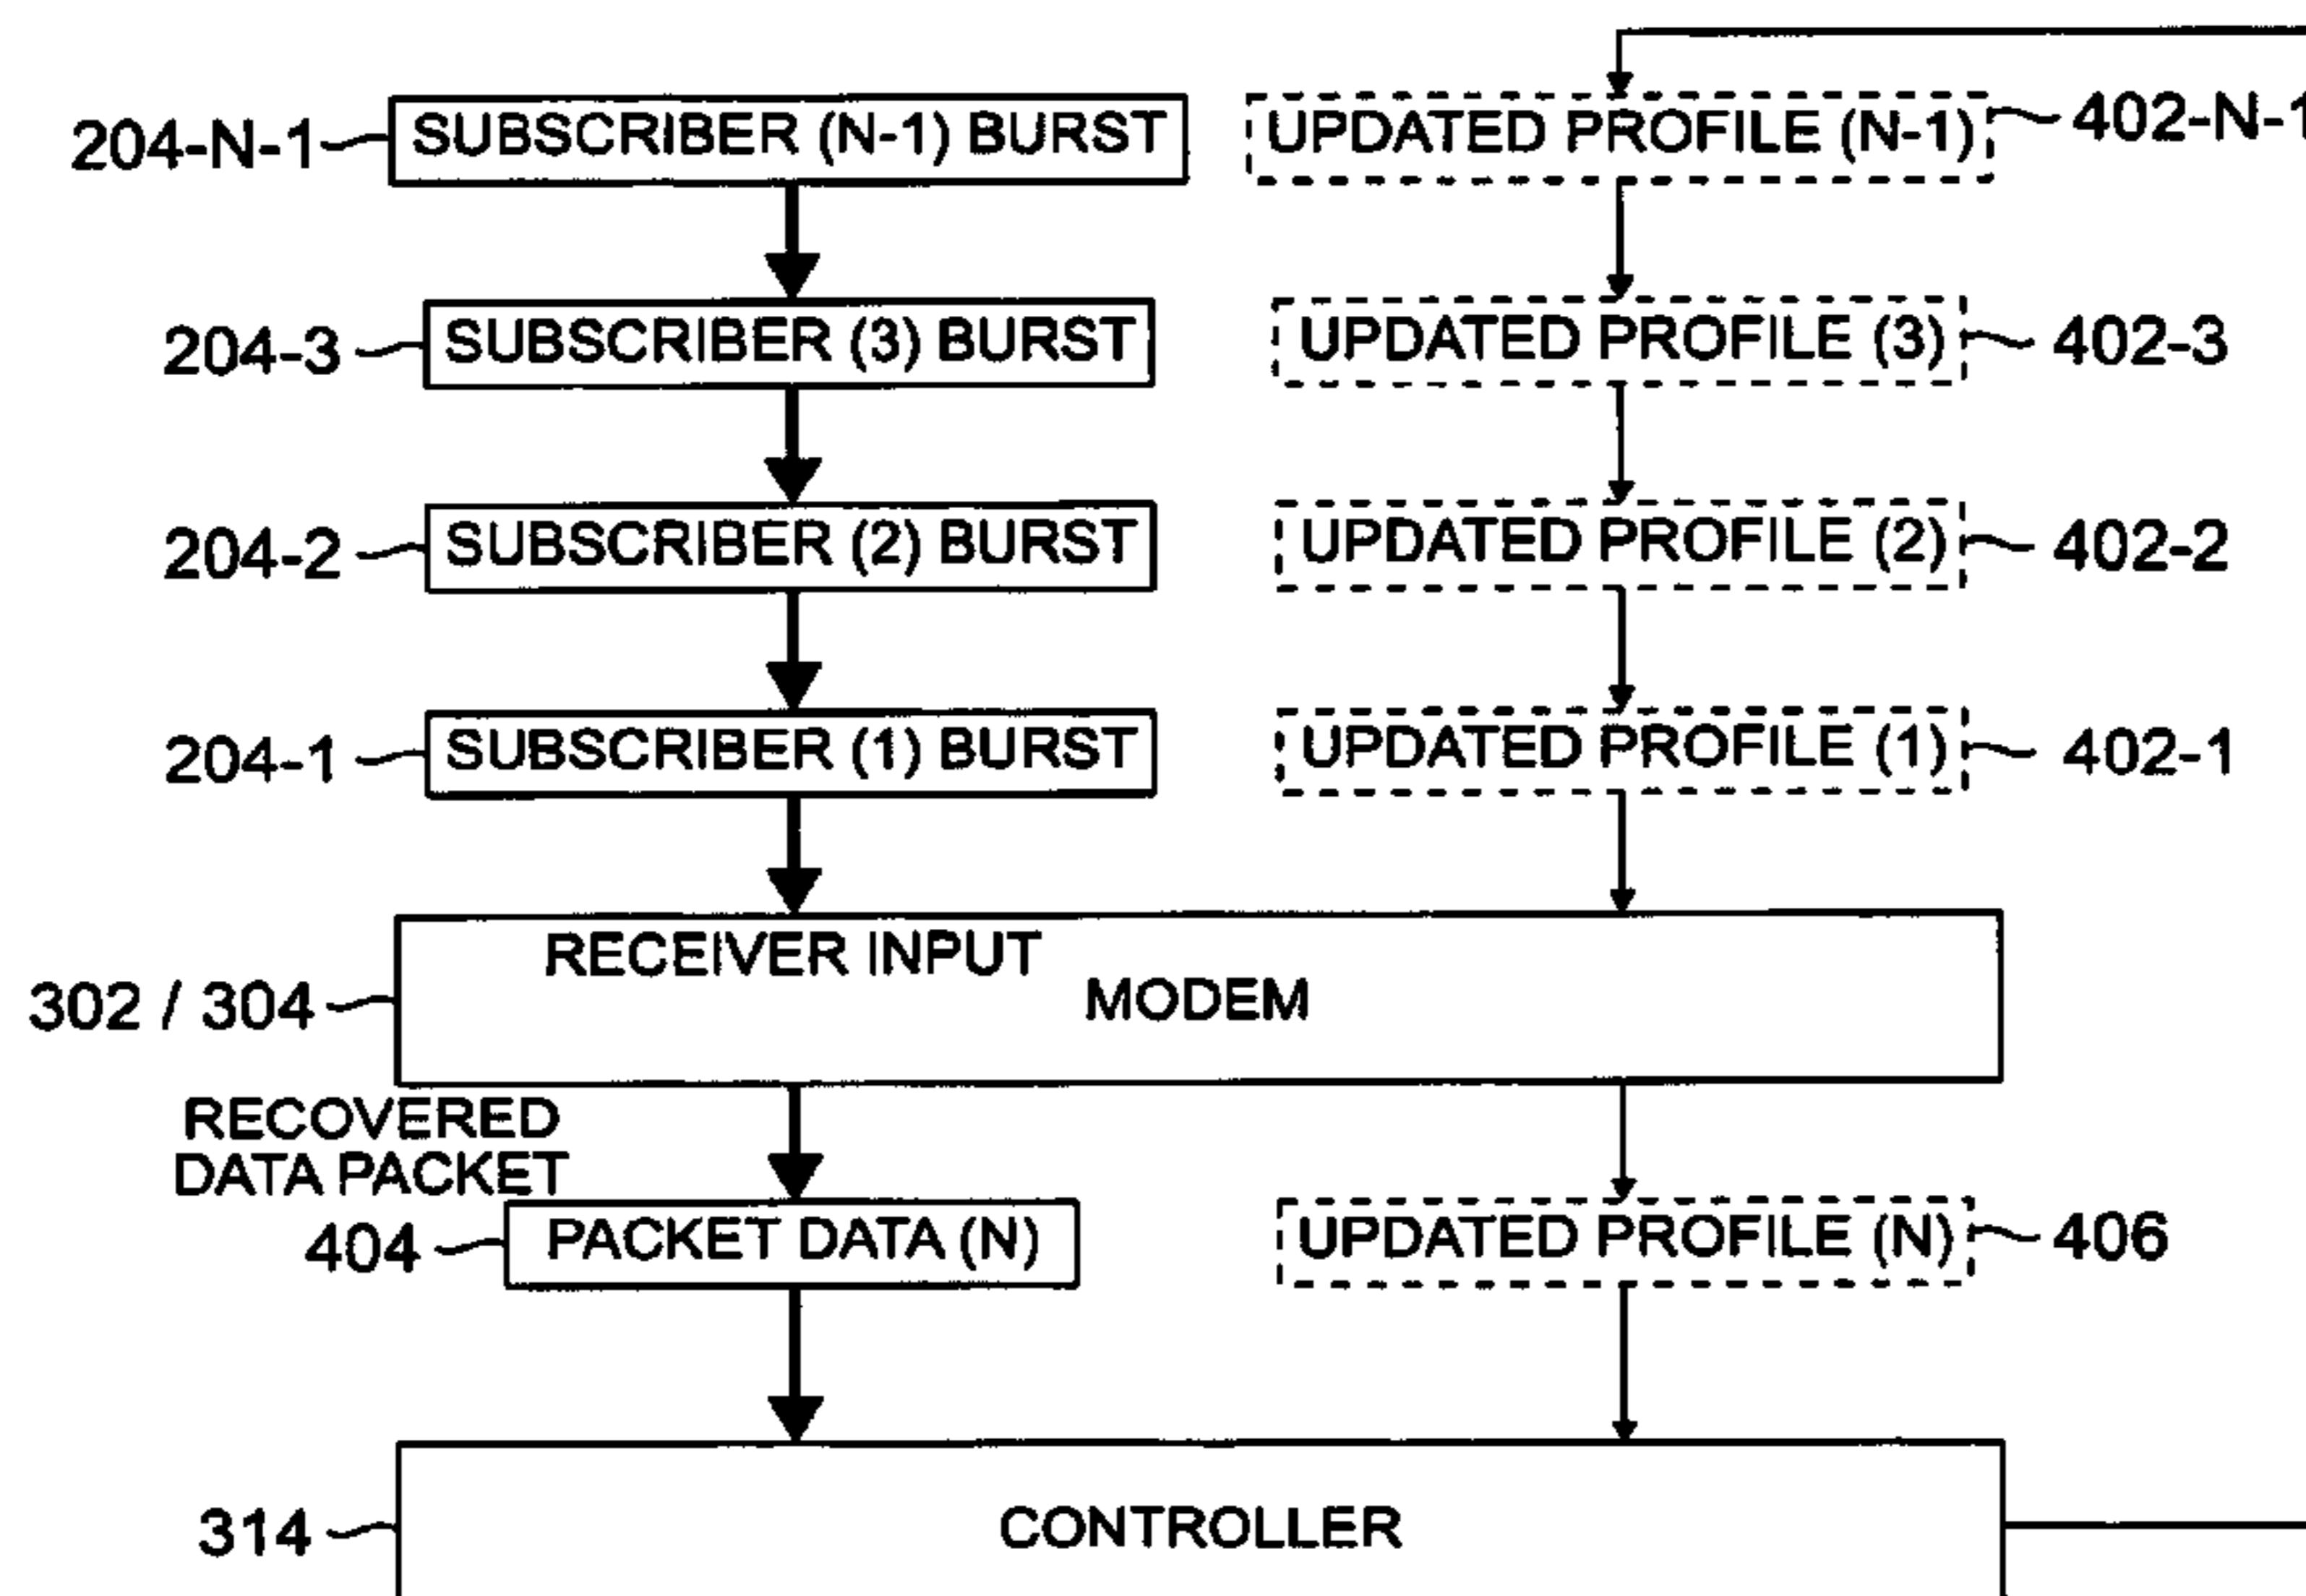 204-N-1 SUBSCRIBER (N-1) BURST UPDATED PROFILE (N-1) 402-N-1
204-3 SUBSCRIBER (3) BURST UPDATED PROFILE (3) 402-3
204-2 SUBSCRIBER (2) BURST UPDATED PROFILE (2) 402-2
204-1 SUBSCRIBER (1) BURST UPDATED PROFILE (1) 402-1
RECEIVER INPUT
302 / 304 MODEM
RECOVERED
DATA PACKET
404 PACKET DATA (N) UPDATED PROFILE (N) 406
314 CONTROLLER